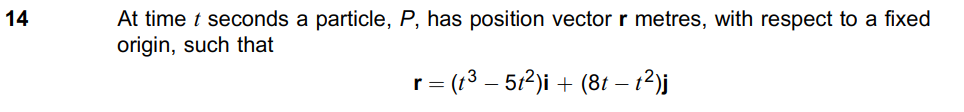 14 At time t seconds a particle, P, has position vector r metres, with respect to a fixed
origin, such that
r = (t³ – 5t²)i + (8t – t²)j